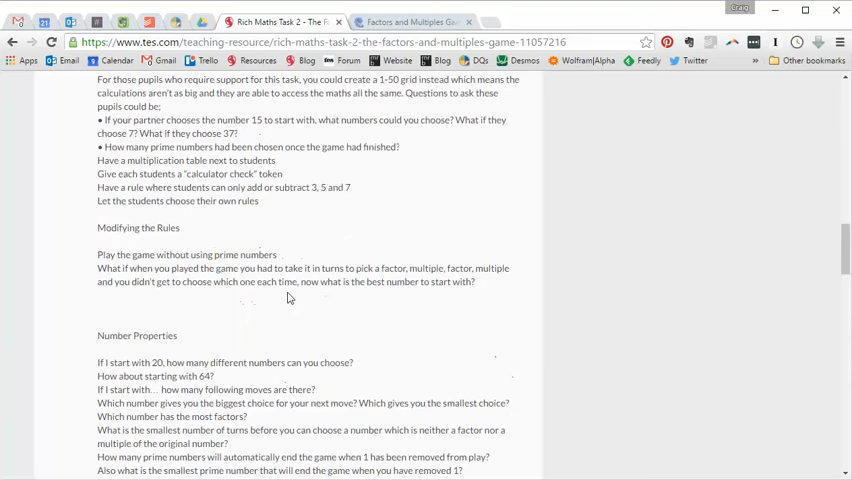 Craig
Rich Maths Task 2 - The F
Factors and Multiples Ga
https://www.tes.com/teaching-resource/rich-maths-task-2-the-factors-and-multiples-game-11057216
Apps Email Calendar Gmail Trello Resources Blog Forum Website Blog DQs Desmos Wolfram|Alpha Feedly Twitter » Other bookmarks
For those pupils who require support for this task, you could create a 1-50 grid instead which means the
calculations aren't as big and they are able to access the maths all the same. Questions to ask these
pupils could be;
• If your partner chooses the number 15 to start with, what numbers could you choose? What if they
choose 7? What if they choose 37?
• How many prime numbers had been chosen once the game had finished?
Have a multiplication table next to students
Give each students a "calculator check" token
Have a rule where students can only add or subtract 3, 5 and 7
Let the students choose their own rules
Modifying the Rules
Play the game without using prime numbers
What if when you played the game you had to take it in turns to pick a factor, multiple, factor, multiple
and you didn't get to choose which one each time, now what is the best number to start with?
Number Properties
If I start with 20, how many different numbers can you choose?
How about starting with 64?
If I start with... how many following moves are there?
Which number gives you the biggest choice for your next move? Which gives you the smallest choice?
Which number has the most factors?
What is the smallest number of turns before you can choose a number which is neither a factor nor a
multiple of the original number?
How many prime numbers will automatically end the game when 1 has been removed from play?
Also what is the smallest prime number that will end the game when you have removed 1?